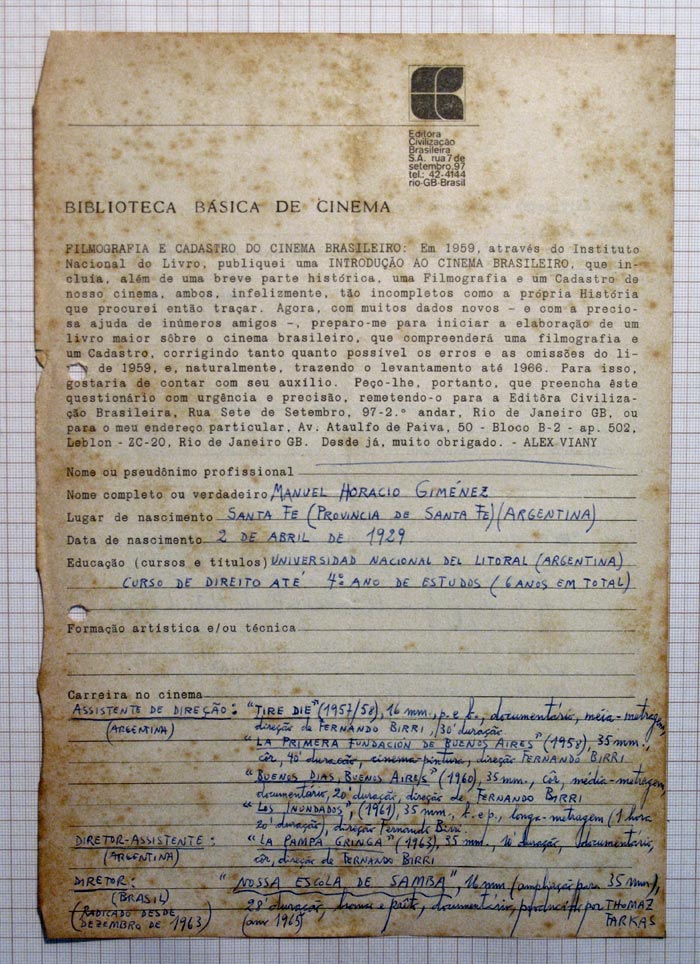 Editora
Civilização
Brasileira
S.A. rua 7 de
setembro, 97
tel.: 42-4144
rio-GB-Brasil
BIBLIOTECA BÁSICA DE CINEMA
FILMOGRAFIA E CADASTRO DO CINEMA BRASILEIRO: Em 1959, através do Instituto
Nacional do Livro, publiquei uma INTRODUÇÃO AO CINEMA BRASILEIRO, que in-
cluía, além de uma breve parte histórica, uma Filmografia e um Cadastro de
nosso cinema, ambos, infelizmente, tão incompletos como a própria História
que procurei então traçar. Agora, com muitos dados novos - e com a precio-
sa ajuda de inúmeros amigos -, preparo-me para iniciar a elaboração de um
livro maior sôbre o cinema brasileiro, que compreenderá uma filmografia e
um Cadastro, corrigindo tanto quanto possível os erros e as omissões do li-
de 1959, e, naturalmente, trazendo o levantamento até 1966. Para isso,
gostaria de contar com seu auxílio. Peço-lhe, portanto, que preencha êste
questionário com urgência e precisão, remetendo-o para a Editôra Civiliza-
ção Brasileira, Rua Sete de Setembro, 97-2.º andar, Rio de Janeiro GB, ou
para o meu endereço particular, Av. Ataulfo de Paiva, 50 - Bloco B-2 - ap. 502,
Leblon - ZC-20, Rio de Janeiro GB. Desde já, muito obrigado. - ALEX VIANY
Nome ou pseudônimo profissional
Nome completo ou verdadeiro MANUEL HORACIO GIMÉNEZ
Lugar de nascimento SANTA FE (PROVINCIA DE SANTA FE) (ARGENTINA)
Data de nascimento 2 DE ABRIL DE 1929
Educação (cursos e títulos) UNIVERSIDAD NACIONAL DEL LITORAL (ARGENTINA)
CURSO DE DIREITO ATÉ 4º ANO DE ESTUDOS (6 ANOS EM TOTAL)
Formação artística e/ou técnica
Carreira no cinema
ASSISTENTE DE DIREÇÃO: "TIRE DIE" (1957/58), 16 mm., p. e b., documentário, méia-metragem,
(ARGENTINA) direção de FERNANDO BIRRI, 30' duração
"LA PRIMERA FUNDACION DE BUENOS AIRES" (1958), 35 mm.,
côr, 40' duração, cinema-pintura, direção FERNANDO BIRRI.
"BUENOS DIAS, BUENOS AIRES" (1960), 35 mm., côr, média-metragem,
documentário, 20' duração, direção de FERNANDO BIRRI
"LOS INUNDADOS", (1961), 35 mm., b. e p., longa-metragem (1 hora
20' duração), direção Fernando Birri.
DIRETOR-ASSISTENTE: "LA PAMPA GRINGA" (1963), 35 mm., 10' duração, documentário,
(ARGENTINA) côr, direção de FERNANDO BIRRI
DIRETOR: "NOSSA ESCOLA DE SAMBA", 16 mm (ampliação para 35 mm),
(BRASIL) 28' duração, branco e prêto, documentário, produzido por THOMAZ
(RADICADO DESDE (ano 1965) FARKAS
DEZEMBRO DE 1963)